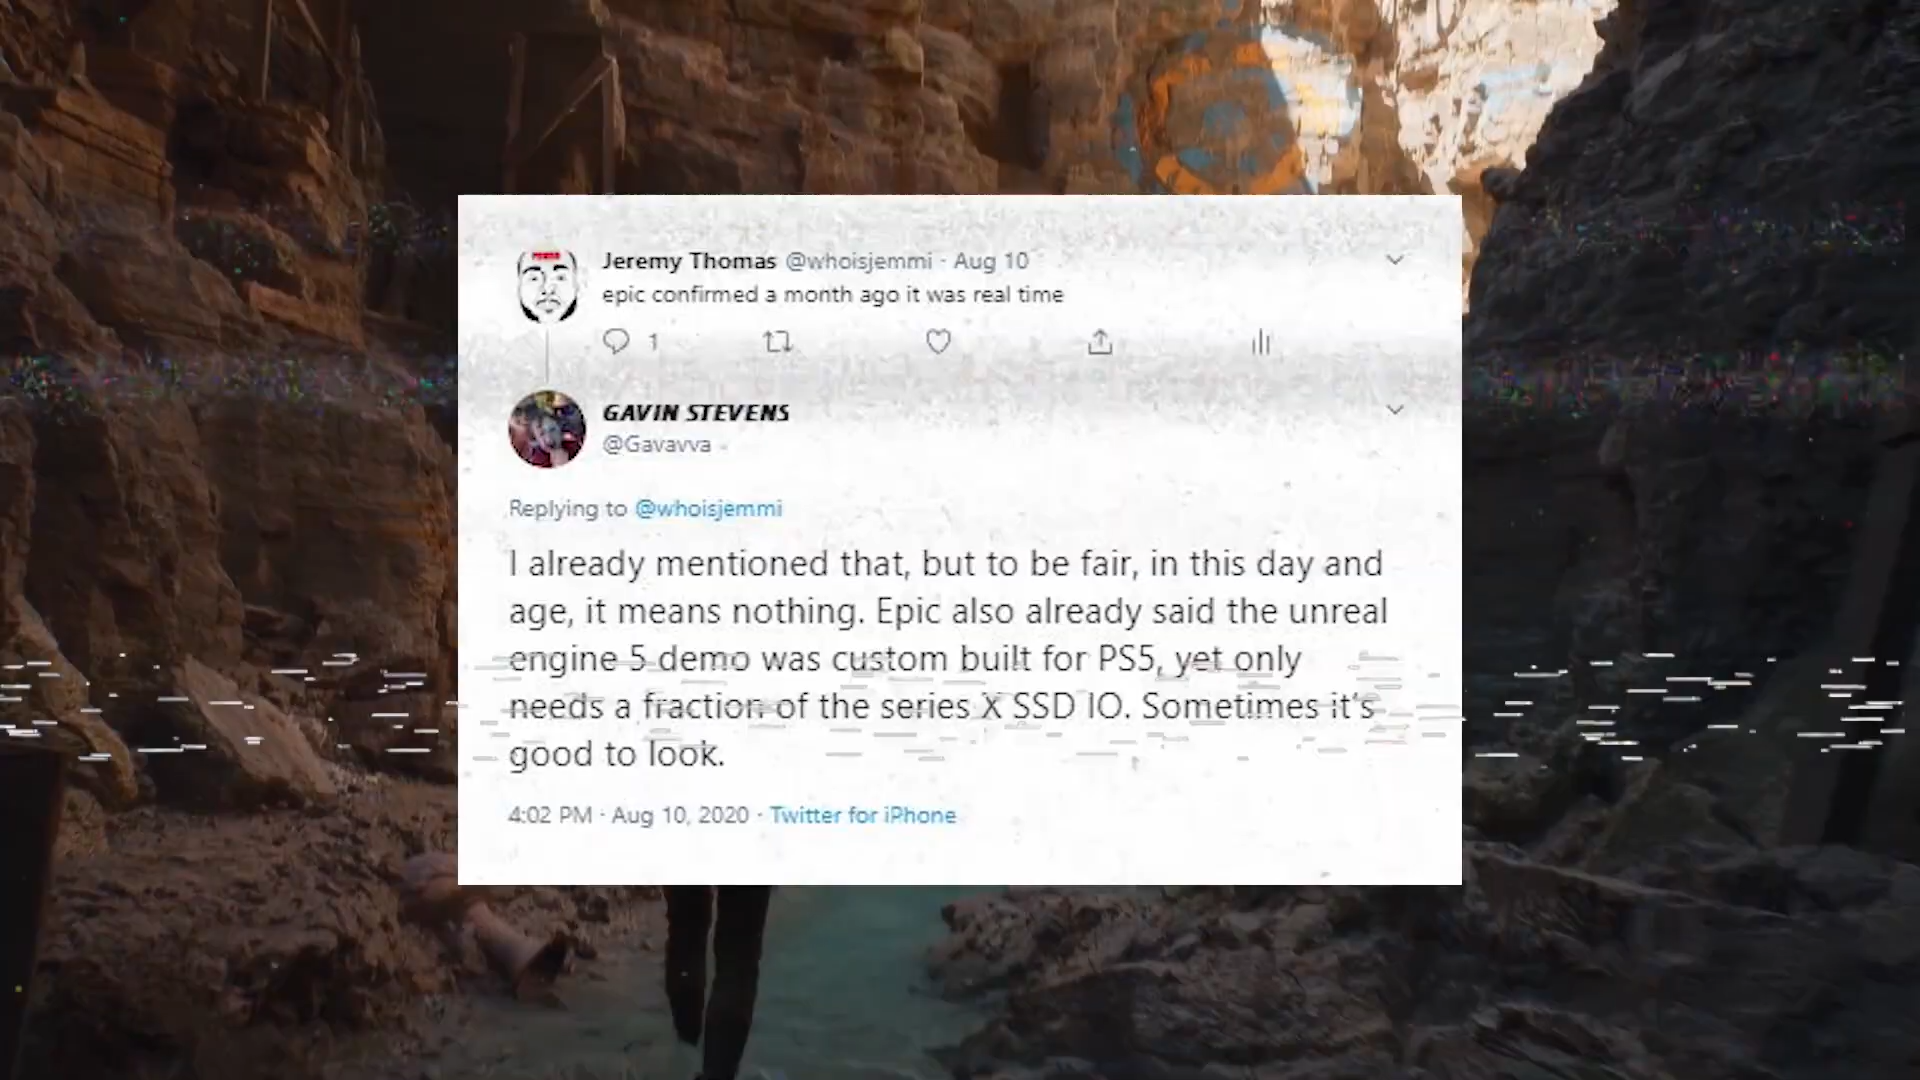 Jeremy Thomas @whoisjemmi · Aug 10
epic confirmed a month ago it was real time
1
GAVIN STEVENS
@Gavavva
Replying to @whoisjemmi
I already mentioned that, but to be fair, in this day and
age, it means nothing. Epic also already said the unreal
engine 5 demo was custom built for PS5, yet only
needs a fraction of the series X SSD IO. Sometimes it's
good to look.
4:02 PM · Aug 10, 2020 · Twitter for iPhone